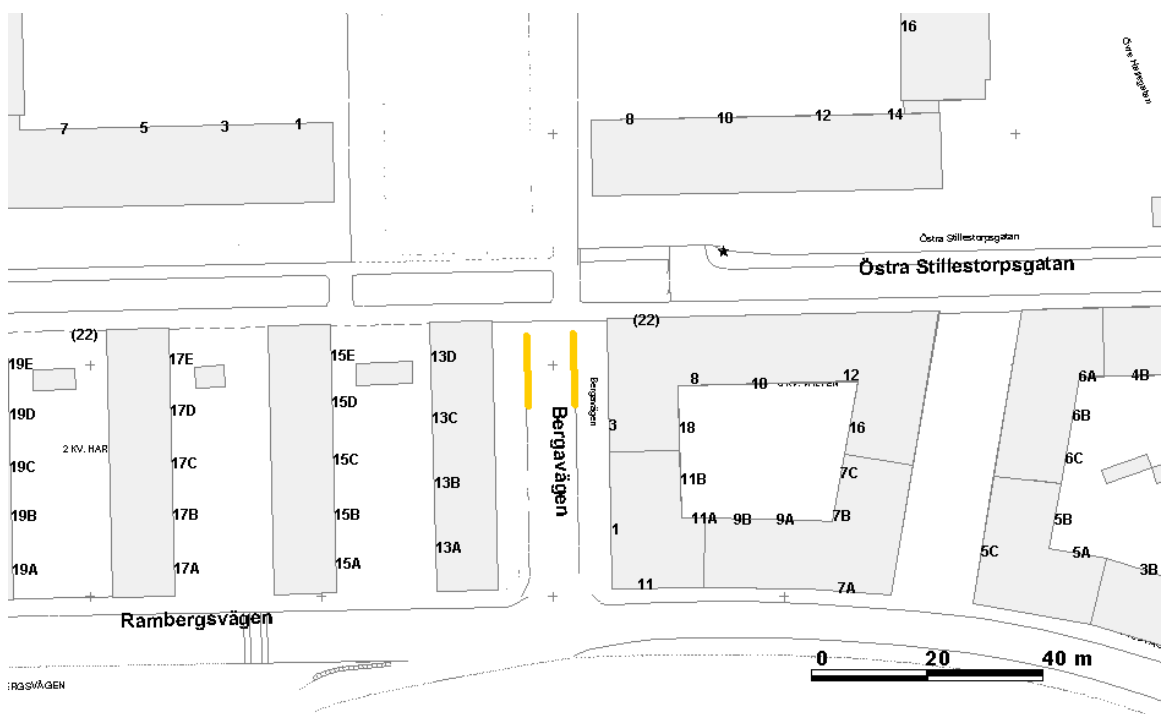 16
Övre Hallegatan
7 5 3 1
8 10 12 14
Östra Stillestorpsgatan
Östra Stillestorpsgatan
(22)
(22)
19E 17E 15E 13D
19D 17D 15D 13C
2 KV. HAR
19C 17C 15C 13B
19B 17B 15B
19A 17A 15A 13A
Bergavägen
Bergavägen
8 10 12
3 18 16
11B 7C
11A 9B 9A 7B
1
11 7A
6A 4B
6B
6C
5B
5C 5A
3B
Rambergsvägen
ERGSVÄGEN
0 20 40 m